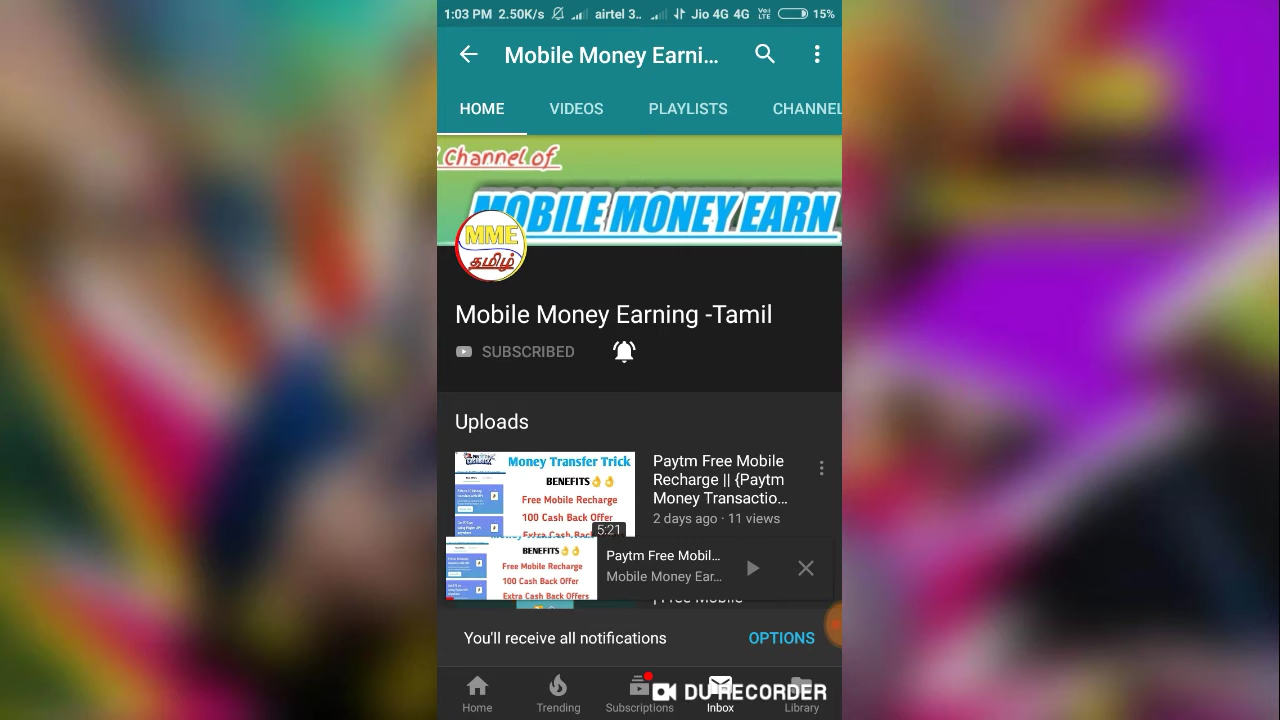 1:03 PM 2.50K/s airtel 3.. Jio 4G 4G VoLTE 15%
Mobile Money Earni...
HOME VIDEOS PLAYLISTS CHANNEL
Channel of
MOBILE MONEY EARN
MME
தமிழ்
Mobile Money Earning -Tamil
SUBSCRIBED
Uploads
Money Transfer Trick
BENEFITS👌👌
Free Mobile Recharge
100 Cash Back Offer
5:21
Paytm Free Mobile
Recharge || {Paytm
Money Transactio...
2 days ago · 11 views
BENEFITS👌👌
Free Mobile Recharge
100 Cash Back Offer
Extra Cash Back Offers
Paytm Free Mobil...
Mobile Money Ear...
| Free Mobile
You'll receive all notifications OPTIONS
DU RECORDER
Home Trending Subscriptions Inbox Library